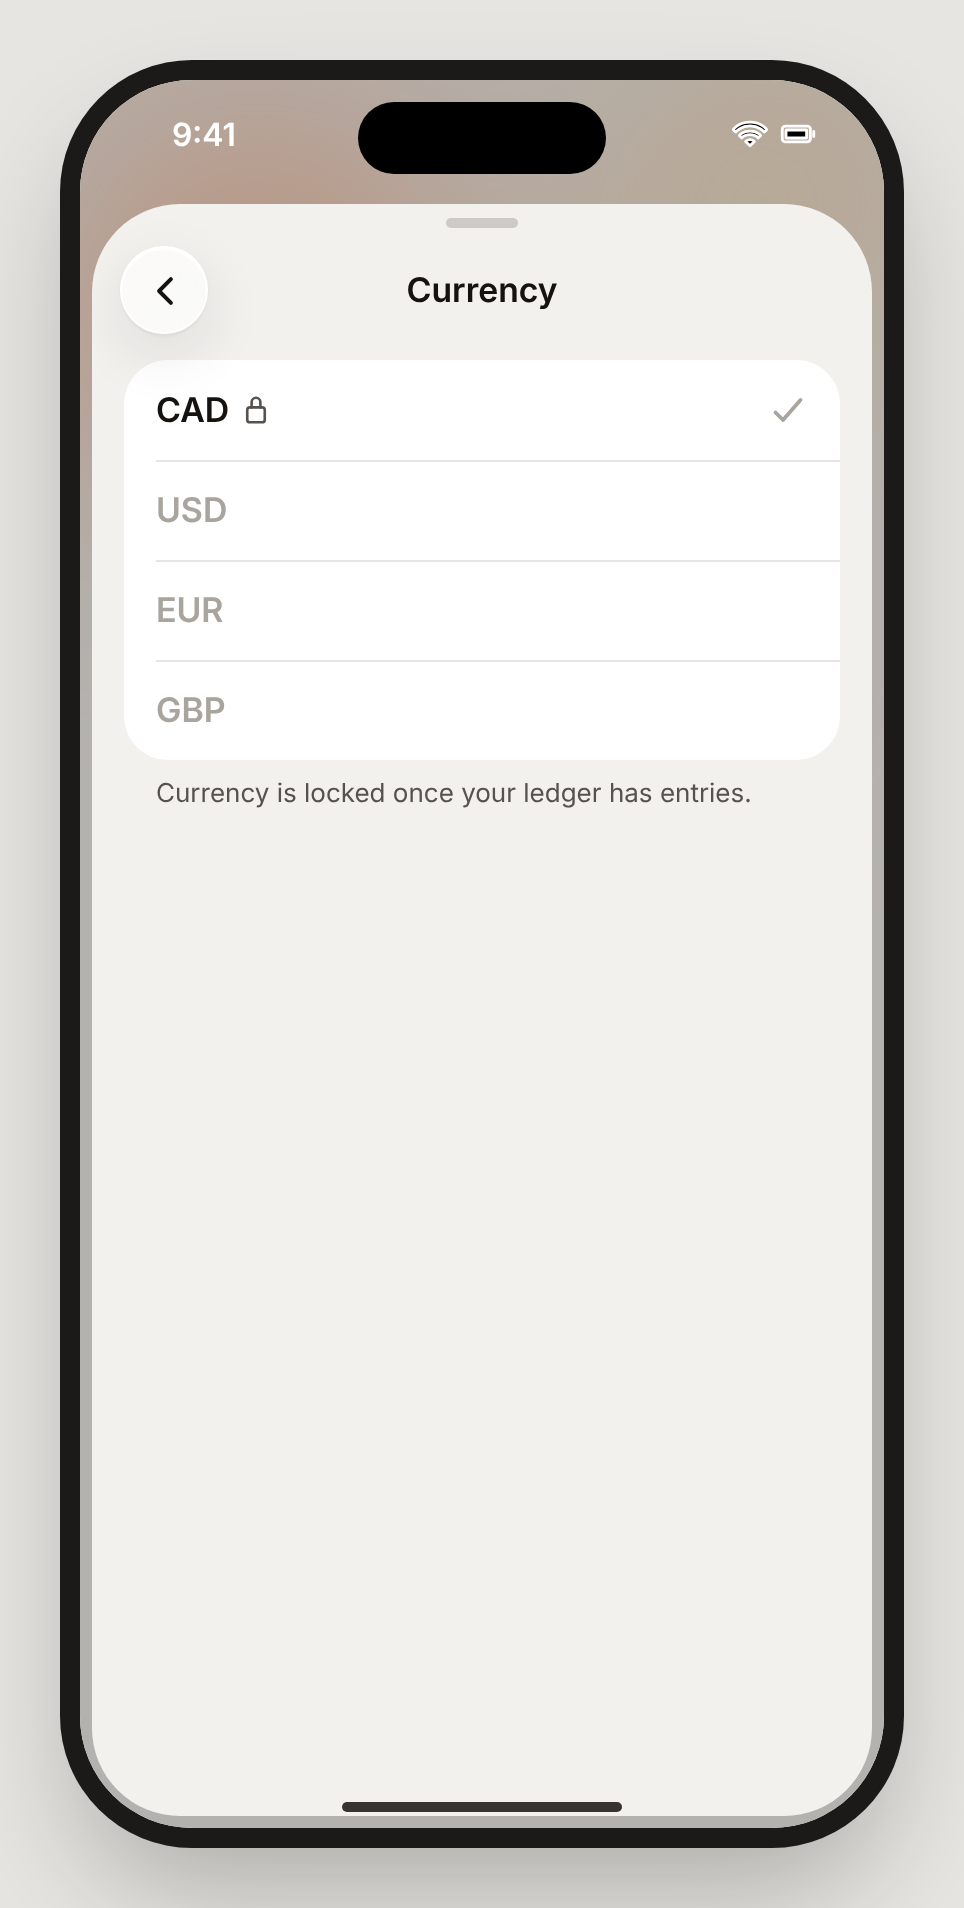 9:41
Currency
CAD
USD
EUR
GBP
Currency is locked once your ledger has entries.